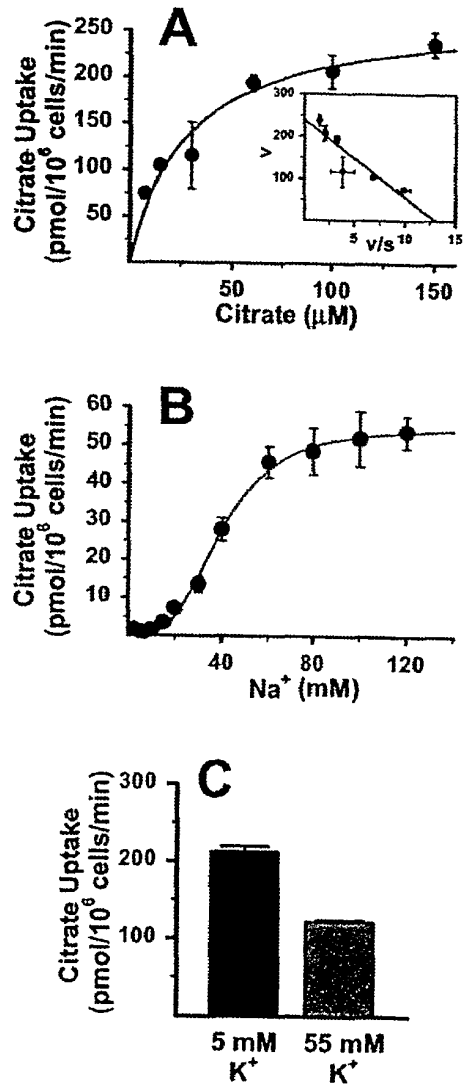 A
Citrate Uptake
(pmol/10⁶ cells/min)
250
200
150
100
50
300
200
100
v
5
10
v/s
50
100
150
Citrate (μM)
B
Citrate Uptake
(pmol/10⁶ cells/min)
60
50
40
30
20
10
40
80
120
Na⁺ (mM)
C
Citrate Uptake
(pmol/10⁶ cells/min)
300
200
100
5 mM
K⁺
55 mM
K⁺